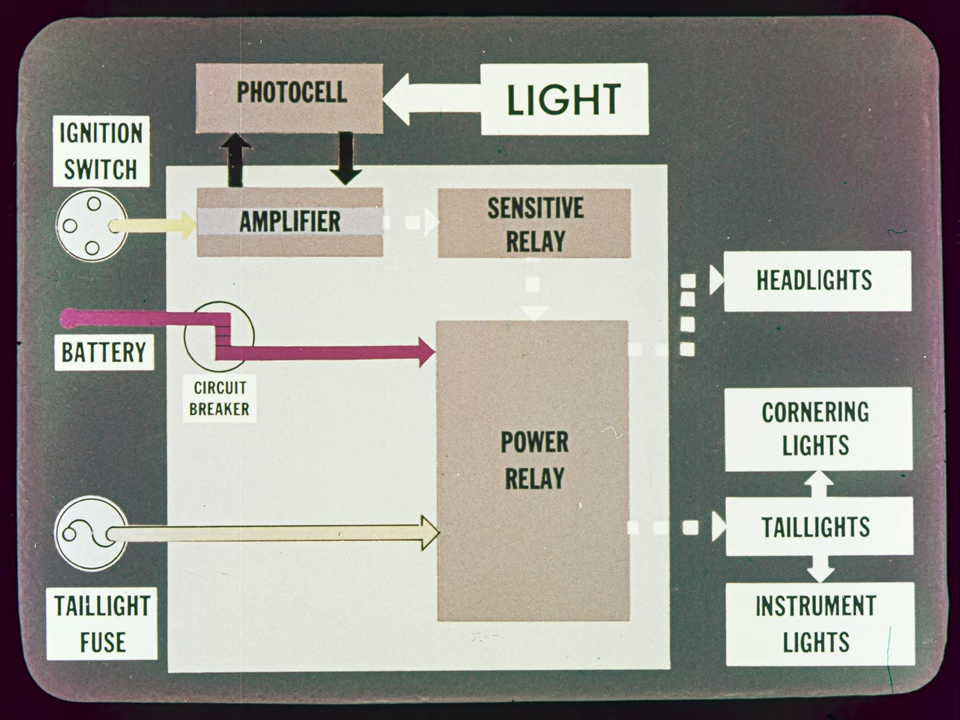 PHOTOCELL
LIGHT
IGNITION
SWITCH
AMPLIFIER
SENSITIVE
RELAY
HEADLIGHTS
BATTERY
CIRCUIT
BREAKER
CORNERING
LIGHTS
POWER
RELAY
TAILLIGHTS
TAILLIGHT
FUSE
INSTRUMENT
LIGHTS